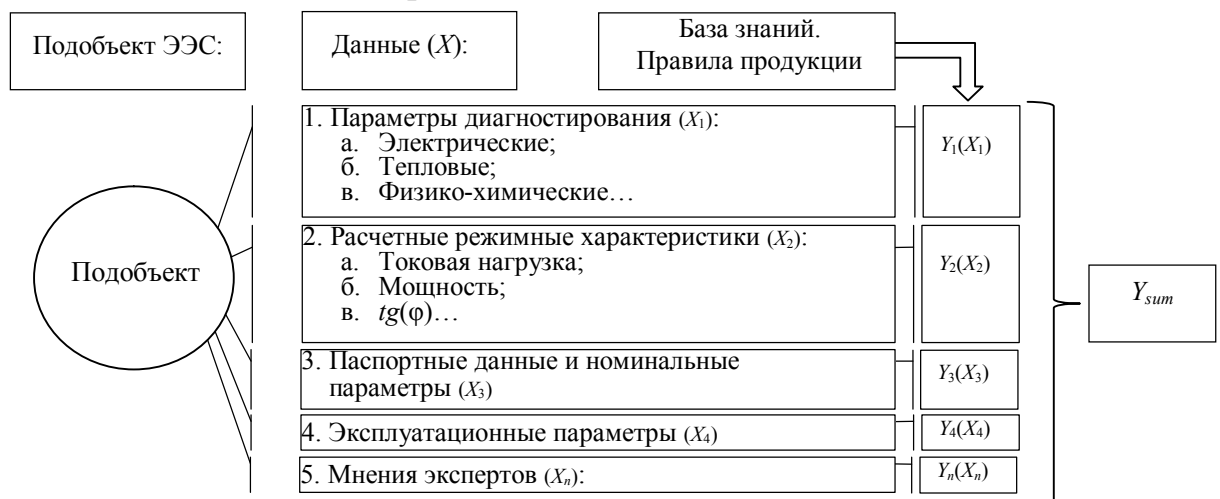 Подобъект ЭЭС:
Данные (X):
База знаний.
Правила продукции
Подобъект
1. Параметры диагностирования (X₁):
а. Электрические;
б. Тепловые;
в. Физико-химические…
Y₁(X₁)
2. Расчетные режимные характеристики (X₂):
а. Токовая нагрузка;
б. Мощность;
в. tg(φ)…
Y₂(X₂)
3. Паспортные данные и номинальные
параметры (X₃)
Y₃(X₃)
4. Эксплуатационные параметры (X₄)
Y₄(X₄)
5. Мнения экспертов (Xₙ):
Yₙ(Xₙ)
Y_sum